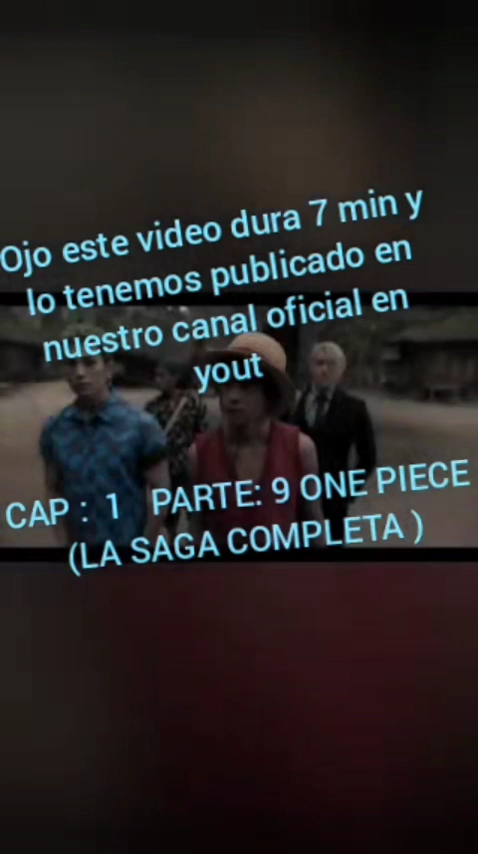 Ojo este video dura 7 min y
lo tenemos publicado en
nuestro canal oficial en
yout
CAP : 1 PARTE: 9 ONE PIECE
(LA SAGA COMPLETA )